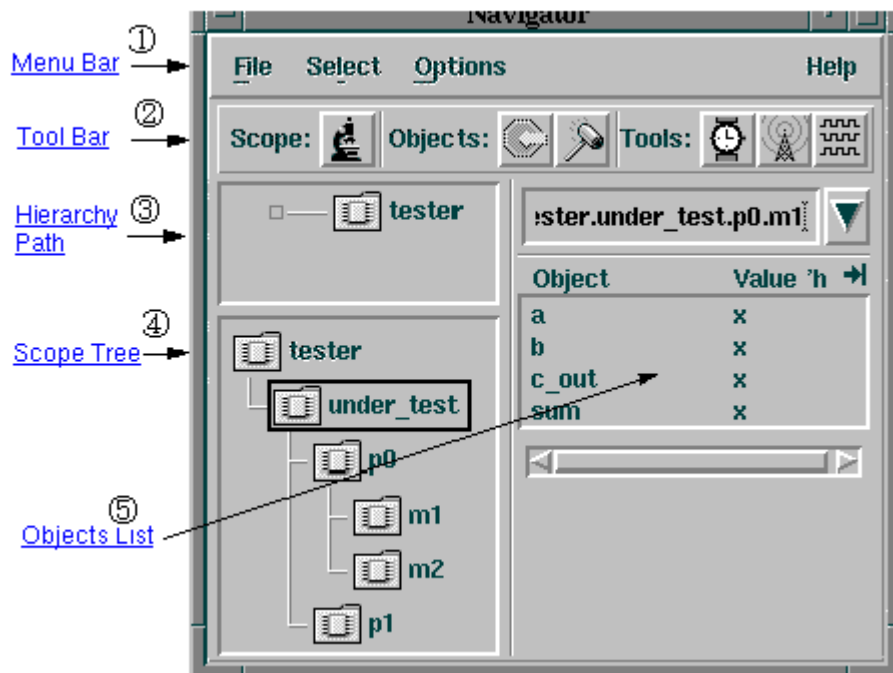 Navigator
① Menu Bar
File Select Options Help
② Tool Bar
Scope: Objects: Tools:
③ Hierarchy
Path
tester
ster.under_test.p0.m1
Object Value 'h
a x
b x
c_out x
sum x
④ Scope Tree
tester
under_test
p0
m1
m2
p1
⑤ Objects List